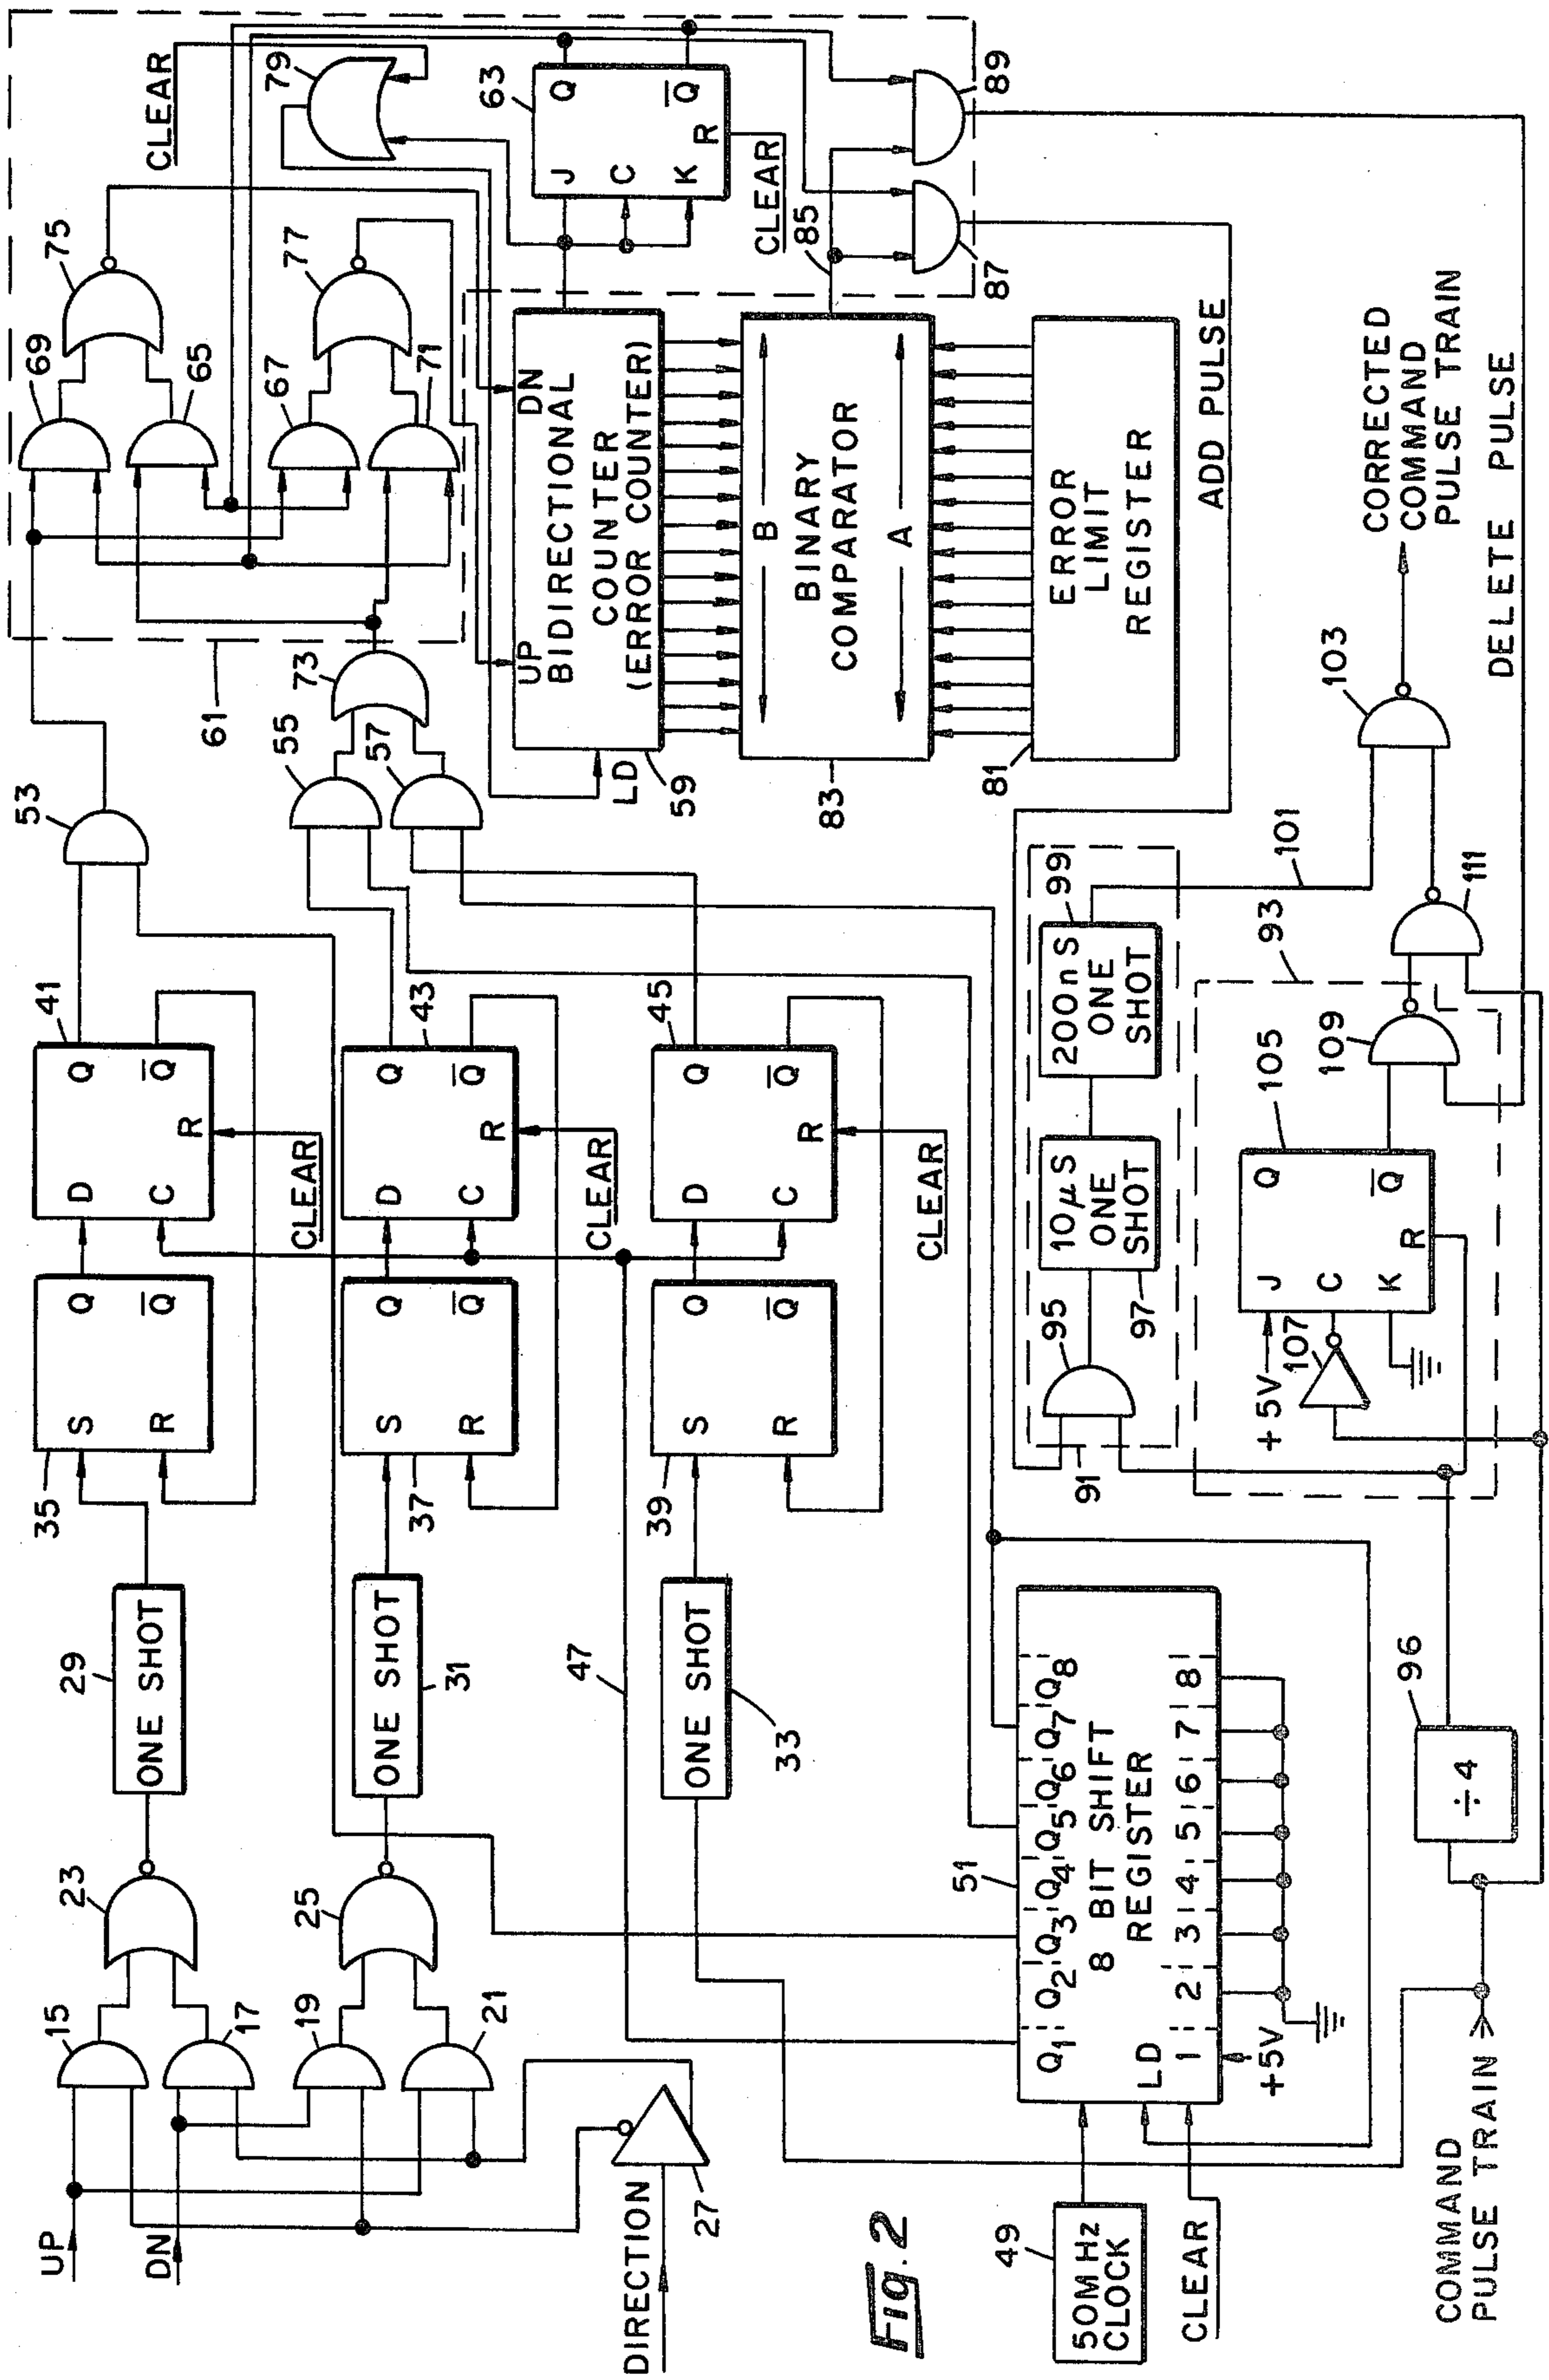 UP
DN
DIRECTION
15
17
19
21
27
23
25
29
ONE SHOT
31
ONE SHOT
33
ONE SHOT
35
S
R
Q
Q̅
37
S
R
Q
Q̅
39
S
R
Q
Q̅
41
D
C
Q
Q̅
R
CLEAR
43
D
C
Q
Q̅
R
CLEAR
45
D
C
Q
Q̅
R
CLEAR
47
53
55
57
73
61
69
65
67
71
75
77
79
CLEAR
63
J
C
K
Q
Q̅
R
CLEAR
LD
59
UP
DN
BIDIRECTIONAL
COUNTER
(ERROR COUNTER)
83
B
BINARY
COMPARATOR
A
85
87
89
81
ERROR
LIMIT
REGISTER
ADD PULSE
DELETE PULSE
Fig. 2
49
50MHz
CLOCK
CLEAR
51
Q1 Q2 Q3 Q4 Q5 Q6 Q7 Q8
8 BIT SHIFT
REGISTER
LD
1 2 3 4 5 6 7 8
+5V
91
95
97
10μS
ONE
SHOT
99
200nS
ONE
SHOT
101
93
+5V
107
105
J
C
K
Q
Q̅
R
109
111
103
CORRECTED
COMMAND
PULSE TRAIN
96
÷4
COMMAND
PULSE TRAIN